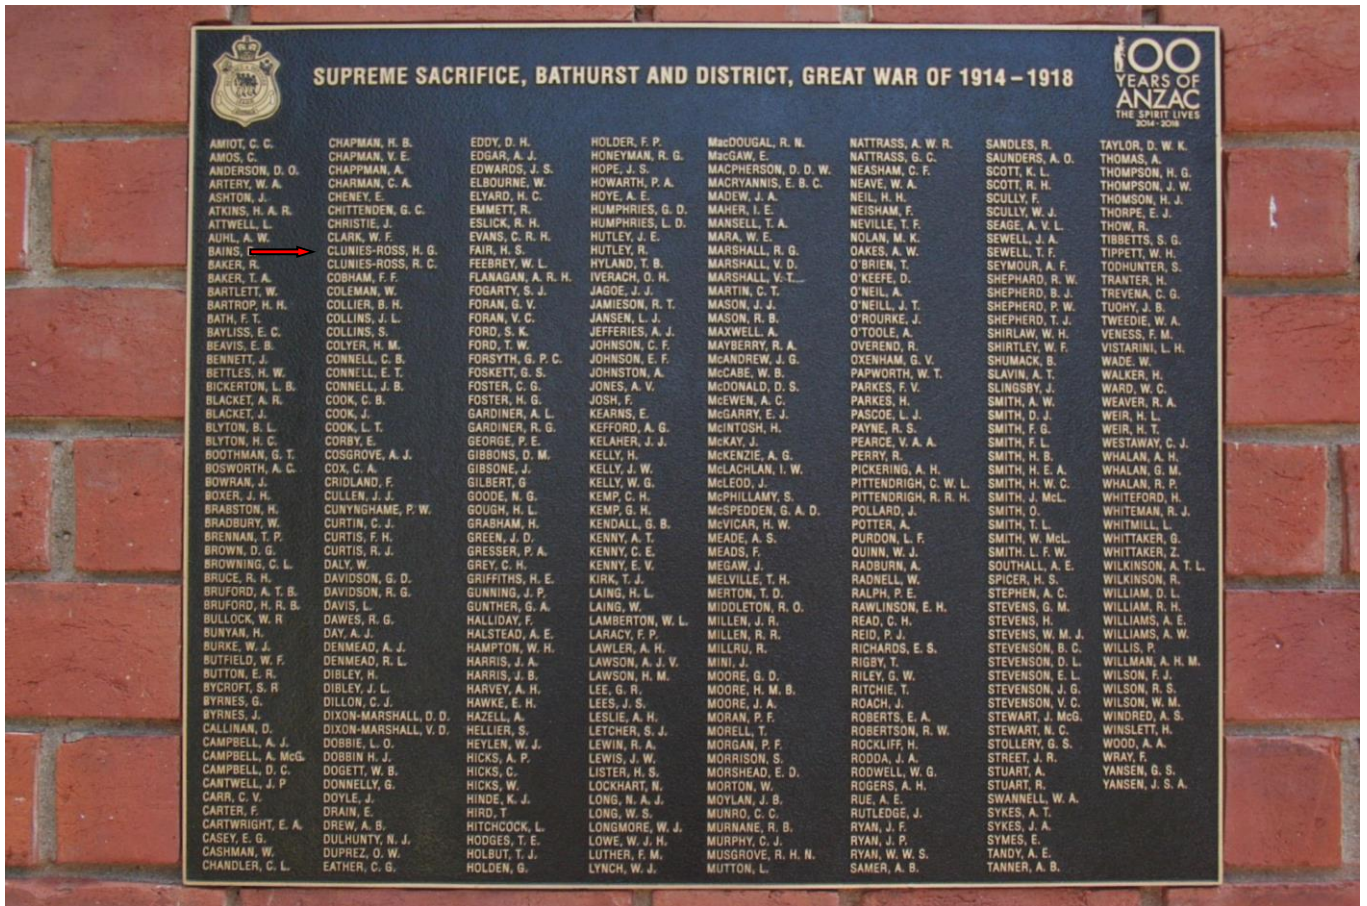 SUPREME SACRIFICE, BATHURST AND DISTRICT, GREAT WAR OF 1914–1918
100
YEARS OF
ANZAC
THE SPIRIT LIVES
2014-2018
AMIOT, C. C.
AMOS, C.
ANDERSON, D. O.
ARTERY, W. A.
ASHTON, J.
ATKINS, H. A. R.
ATTWELL, L.
AUHL, A. W.
BAINS,
BAKER, R.
BAKER, T. A.
BARTLETT, W.
BARTROP, H. H.
BATH, F. T.
BAYLISS, E. C.
BEAVIS, E. B.
BENNETT, J.
BETTLES, H. W.
BICKERTON, L. B.
BLACKET, A. R.
BLACKET, J.
BLYTON, B. L.
BLYTON, H. C.
BOOTHMAN, G. T.
BOSWORTH, A. C.
BOWRAN, J.
BOXER, J. H.
BRABSTON, H.
BRADBURY, W.
BRENNAN, T. P.
BROWN, D. G.
BROWNING, C. L.
BRUCE, R. H.
BRUFORD, A. T. B.
BRUFORD, H. R. B.
BULLOCK, W. R
BUNYAN, H.
BURKE, W. J.
BUTFIELD, W. F.
BUTTON, E. R.
BYCROFT, S. R
BYRNES, G.
BYRNES, J.
CALLINAN, D.
CAMPBELL, A. J.
CAMPBELL, A. McG.
CAMPBELL, D. C.
CANTWELL, J. P
CARR, C. V.
CARTER, F.
CARTWRIGHT, E. A.
CASEY, E. G.
CASHMAN, W.
CHANDLER, C. L.
CHAPMAN, H. B.
CHAPMAN, V. E.
CHAPPMAN, A.
CHARMAN, C. A.
CHENEY, E.
CHITTENDEN, G. C.
CHRISTIE, J.
CLARK, W. F.
CLUNIES-ROSS, H. G.
CLUNIES-ROSS, R. C.
COBHAM, F. F.
COLEMAN, W.
COLLIER, B. H.
COLLINS, J. L.
COLLINS, S.
COLYER, H. M.
CONNELL, C. B.
CONNELL, E. T.
CONNELL, J. B.
COOK, C. B.
COOK, J.
COOK, L. T.
CORBY, E.
COSGROVE, A. J.
COX, C. A.
CRIDLAND, F.
CULLEN, J. J.
CUNYNGHAME, P. W.
CURTIN, C. J.
CURTIS, F. H.
CURTIS, R. J.
DALY, W.
DAVIDSON, G. D.
DAVIDSON, R. G.
DAVIS, L.
DAWES, R. G.
DAY, A. J.
DENMEAD, A. J.
DENMEAD, R. L.
DIBLEY, H.
DIBLEY, J. L.
DILLON, C. J.
DIXON-MARSHALL, D. D.
DIXON-MARSHALL, V. D.
DOBBIE, L. O.
DOBBIN H. J.
DOGETT, W. B.
DONNELLY, G.
DOYLE, J.
DRAIN, E.
DREW, A. B.
DULHUNTY, N. J.
DUPREZ, O. W.
EATHER, C. G.
EDDY, D. H.
EDGAR, A. J.
EDWARDS, J. S.
ELBOURNE, W.
ELYARD, H. C.
EMMETT, R.
ESLICK, R. H.
EVANS, C. R. H.
FAIR, H. S.
FEEBREY, W. L.
FLANAGAN, A. R. H.
FOGARTY, S. J.
FORAN, G. V.
FORAN, V. C.
FORD, S. K.
FORD, T. W.
FORSYTH, G. P. C.
FOSKETT, G. S.
FOSTER, C. G.
FOSTER, H. G.
GARDINER, A. L.
GARDINER, R. G.
GEORGE, P. E.
GIBBONS, D. M.
GIBSONE, J.
GILBERT, G
GOODE, N. G.
GOUGH, H. L.
GRABHAM, H.
GREEN, J. D.
GRESSER, P. A.
GREY, C. H.
GRIFFITHS, H. E.
GUNNING, J. P.
GUNTHER, G. A.
HALLIDAY, F.
HALSTEAD, A. E.
HAMPTON, W. H.
HARRIS, J. A.
HARRIS, J. B.
HARVEY, A. H.
HAWKE, E. H.
HAZELL, A.
HELLIER, S.
HEYLEN, W. J.
HICKS, A. P.
HICKS, C.
HICKS, W.
HINDE, K. J.
HIRD, T
HITCHCOCK, L.
HODGES, T. E.
HOLBUT, T. J.
HOLDEN, G.
HOLDER, F. P.
HONEYMAN, R. G.
HOPE, J. S.
HOWARTH, P. A.
HOYE, A. E.
HUMPHRIES, G. D.
HUMPHRIES, L. D.
HUTLEY, J. E.
HUTLEY, R.
HYLAND, T. B.
IVERACH, O. H.
JAGOE, J. J.
JAMIESON, R. T.
JANSEN, L. J.
JEFFERIES, A. J.
JOHNSON, C. F.
JOHNSON, E. F.
JOHNSTON, A.
JONES, A. V.
JOSH, F.
KEARNS, E.
KEFFORD, A. G.
KELAHER, J. J.
KELLY, H.
KELLY, J. W.
KELLY, W. G.
KEMP, C. H.
KEMP, G. H.
KENDALL, G. B.
KENNY, A. T.
KENNY, C. E.
KENNY, E. V.
KIRK, T. J.
LAING, H. L.
LAING, W.
LAMBERTON, W. L.
LARACY, F. P.
LAWLER, A. H.
LAWSON, A. J. V.
LAWSON, H. M.
LEE, G. R.
LEES, J. S.
LESLIE, A. H.
LETCHER, S. J.
LEWIN, R. A.
LEWIS, J. W.
LISTER, H. S.
LOCKHART, N.
LONG, N. A. J.
LONG, W. S.
LONGMORE, W. J.
LOWE, W. J. H.
LUTHER, F. M.
LYNCH, W. J.
MacDOUGAL, R. N.
MacGAW, E.
MACPHERSON, D. D. W.
MACRYANNIS, E. B. C.
MADEW, J. A.
MAHER, I. E.
MANSELL, T. A.
MARA, W. E.
MARSHALL, R. G.
MARSHALL, V. D.
MARSHALL, V. T.
MARTIN, C. T.
MASON, J. J.
MASON, R. B.
MAXWELL, A.
MAYBERRY, R. A.
McANDREW, J. G.
McCABE, W. B.
McDONALD, D. S.
McEWEN, A. C.
McGARRY, E. J.
McINTOSH, H.
McKAY, J.
McKENZIE, A. G.
McLACHLAN, I. W.
McLEOD, J.
McPHILLAMY, S.
McSPEDDEN, G. A. D.
McVICAR, H. W.
MEADE, A. S.
MEADS, F.
MEGAW, J.
MELVILLE, T. H.
MERTON, T. D.
MIDDLETON, R. O.
MILLEN, J. R.
MILLEN, R. R.
MILLRU, R.
MINI, J.
MOORE, G. D.
MOORE, H. M. B.
MOORE, J. A.
MORAN, P. F.
MORELL, T.
MORGAN, P. F.
MORRISON, S.
MORSHEAD, E. D.
MORTON, W.
MOYLAN, J. B.
MUNRO, C. C.
MURNANE, R. B.
MURPHY, C. J.
MUSGROVE, R. H. N.
MUTTON, L.
NATTRASS, A. W. R.
NATTRASS, G. C.
NEASHAM, C. F.
NEAVE, W. A.
NEIL, H. H.
NEISHAM, F.
NEVILLE, T. F.
NOLAN, M. K.
OAKES, A. W.
O'BRIEN, T.
O'KEEFE, D.
O'NEIL, A.
O'NEILL, J. T.
O'ROURKE, J.
O'TOOLE, A.
OVEREND, R.
OXENHAM, G. V.
PAPWORTH, W. T.
PARKES, F. V.
PARKES, H.
PASCOE, L. J.
PAYNE, R. S.
PEARCE, V. A. A.
PERRY, R.
PICKERING, A. H.
PITTENDRIGH, C. W. L.
PITTENDRIGH, R. R. H.
POLLARD, J.
POTTER, A.
PURDON, L. F.
QUINN, W. J.
RADBURN, A.
RADNELL, W.
RALPH, P. E.
RAWLINSON, E. H.
READ, C. H.
REID, P. J.
RICHARDS, E. S.
RIGBY, T.
RILEY, G. W.
RITCHIE, T.
ROACH, J.
ROBERTS, E. A.
ROBERTSON, R. W.
ROCKLIFF, H.
RODDA, J. A.
RODWELL, W. G.
ROGERS, A. H.
RUE, A. E.
RUTLEDGE, J.
RYAN, J. F.
RYAN, J. P.
RYAN, W. W. S.
SAMER, A. B.
SANDLES, R.
SAUNDERS, A. O.
SCOTT, K. L.
SCOTT, R. H.
SCULLY, F.
SCULLY, W. J.
SEAGE, A. V. L.
SEWELL, J. A.
SEWELL, T. F.
SEYMOUR, A. F.
SHEPHARD, R. W.
SHEPHERD, B. J.
SHEPHERD, P. W.
SHEPHERD, T. J.
SHIRLAW, W. H.
SHIRTLEY, W. F.
SHUMACK, B.
SLAVIN, A. T.
SLINGSBY, J.
SMITH, A. W.
SMITH, D. J.
SMITH, F. G.
SMITH, F. L.
SMITH, H. B.
SMITH, H. E. A.
SMITH, H. W. C.
SMITH, J. McL.
SMITH, O.
SMITH, T. L.
SMITH, W. McL.
SMITH. L. F. W.
SOUTHALL, A. E.
SPICER, H. S.
STEPHEN, A. C.
STEVENS, G. M.
STEVENS, H.
STEVENS, W. M. J.
STEVENSON, B. C.
STEVENSON, D. L.
STEVENSON, E. L.
STEVENSON, J. G.
STEVENSON, V. C.
STEWART, J. McG.
STEWART, N. C.
STOLLERY, G. S.
STREET, J. R.
STUART, A.
STUART, R.
SWANNELL, W. A.
SYKES, A. T.
SYKES, J. A.
SYMES, E.
TANDY, A. E.
TANNER, A. B.
TAYLOR, D. W. K.
THOMAS, A.
THOMPSON, H. G.
THOMPSON, J. W.
THOMSON, H. J.
THORPE, E. J.
THOW, R.
TIBBETTS, S. G.
TIPPETT, W. H.
TODHUNTER, S.
TRANTER, H.
TREVENA, C. G.
TUOHY, J. B.
TWEEDIE, W. A.
VENESS, F. M.
VISTARINI, L. H.
WADE, W.
WALKER, H.
WARD, W. C.
WEAVER, R. A.
WEIR, H. L.
WEIR, H. T.
WESTAWAY, C. J.
WHALAN, A. H.
WHALAN, G. M.
WHALAN, R. P.
WHITEFORD, H.
WHITEMAN, R. J.
WHITMILL, L.
WHITTAKER, G.
WHITTAKER, Z.
WILKINSON, A. T. L.
WILKINSON, R.
WILLIAM, D. L.
WILLIAM, R. H.
WILLIAMS, A. E.
WILLIAMS, A. W.
WILLIS, P.
WILLMAN, A. H. M.
WILSON, F. J.
WILSON, R. S.
WILSON, W. M.
WINDRED, A. S.
WINSLETT, H.
WOOD, A. A.
WRAY, F.
YANSEN, G. S.
YANSEN, J. S. A.